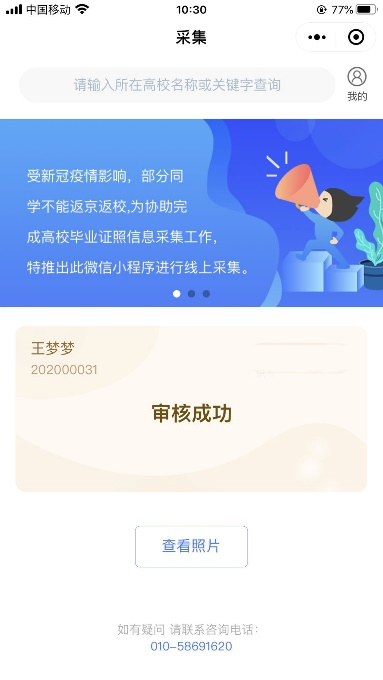 中国移动 10:30 77%
采集
请输入所在高校名称或关键字查询
我的
受新冠疫情影响，部分同
学不能返京返校,为协助完
成高校毕业证照信息采集工作，
特推出此微信小程序进行线上采集。
王梦梦
202000031
审核成功
查看照片
如有疑问 请联系咨询电话：
010-58691620